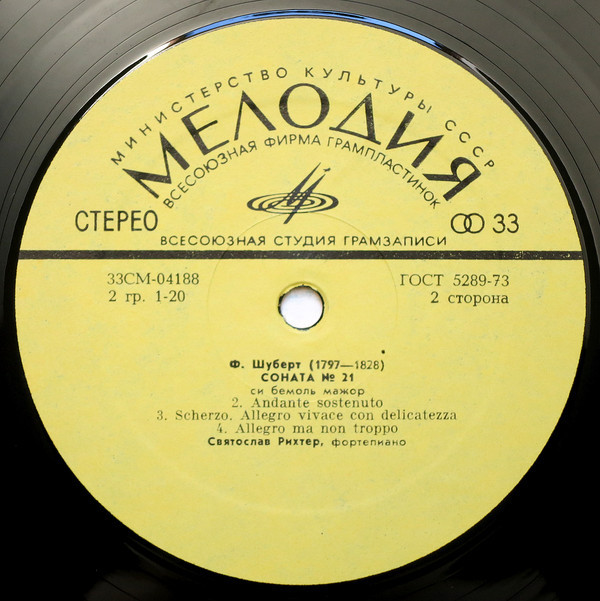 МИНИСТЕРСТВО КУЛЬТУРЫ СССР
МЕЛОДИЯ
ВСЕСОЮЗНАЯ ФИРМА ГРАМПЛАСТИНОК
СТЕРЕО
33
ВСЕСОЮЗНАЯ СТУДИЯ ГРАМЗАПИСИ
33СМ-04188
ГОСТ 5289-73
2 гр. 1-20
2 сторона
Ф. Шуберт (1797—1828)
СОНАТА № 21
си бемоль мажор
2. Andante sostenuto
3. Scherzo. Allegro vivace con delicatezza
4. Allegro ma non troppo
Святослав Рихтер, фортепиано